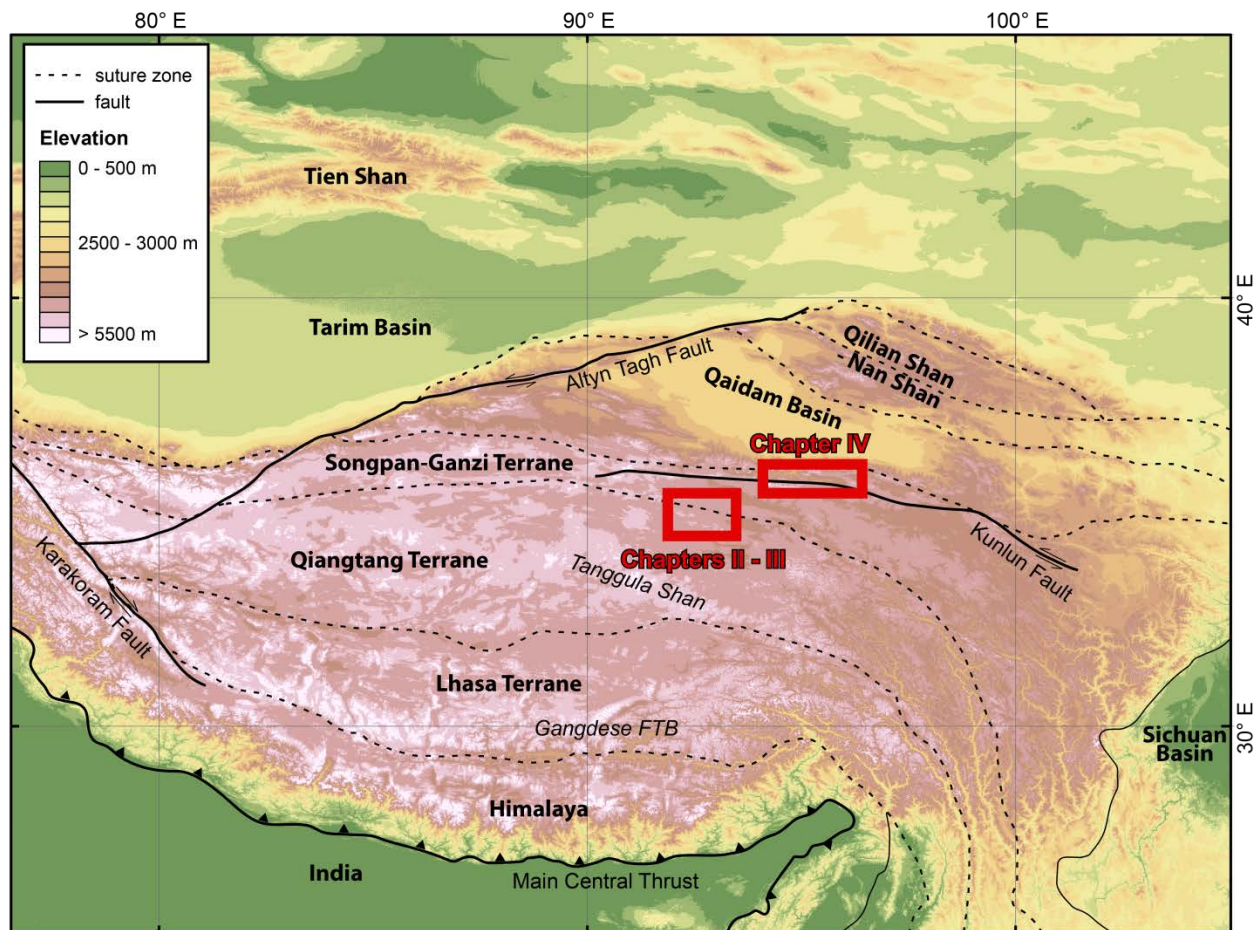 80° E
90° E
100° E
suture zone
fault
Elevation
0 - 500 m
2500 - 3000 m
> 5500 m
Tien Shan
40° E
Tarim Basin
Altyn Tagh Fault
Qilian Shan
Nan Shan
Qaidam Basin
Chapter IV
Songpan-Ganzi Terrane
Chapters II - III
Qiangtang Terrane
Tanggula Shan
Kunlun Fault
Karakoram Fault
Lhasa Terrane
Gangdese FTB
30° E
Sichuan
Basin
Himalaya
India
Main Central Thrust